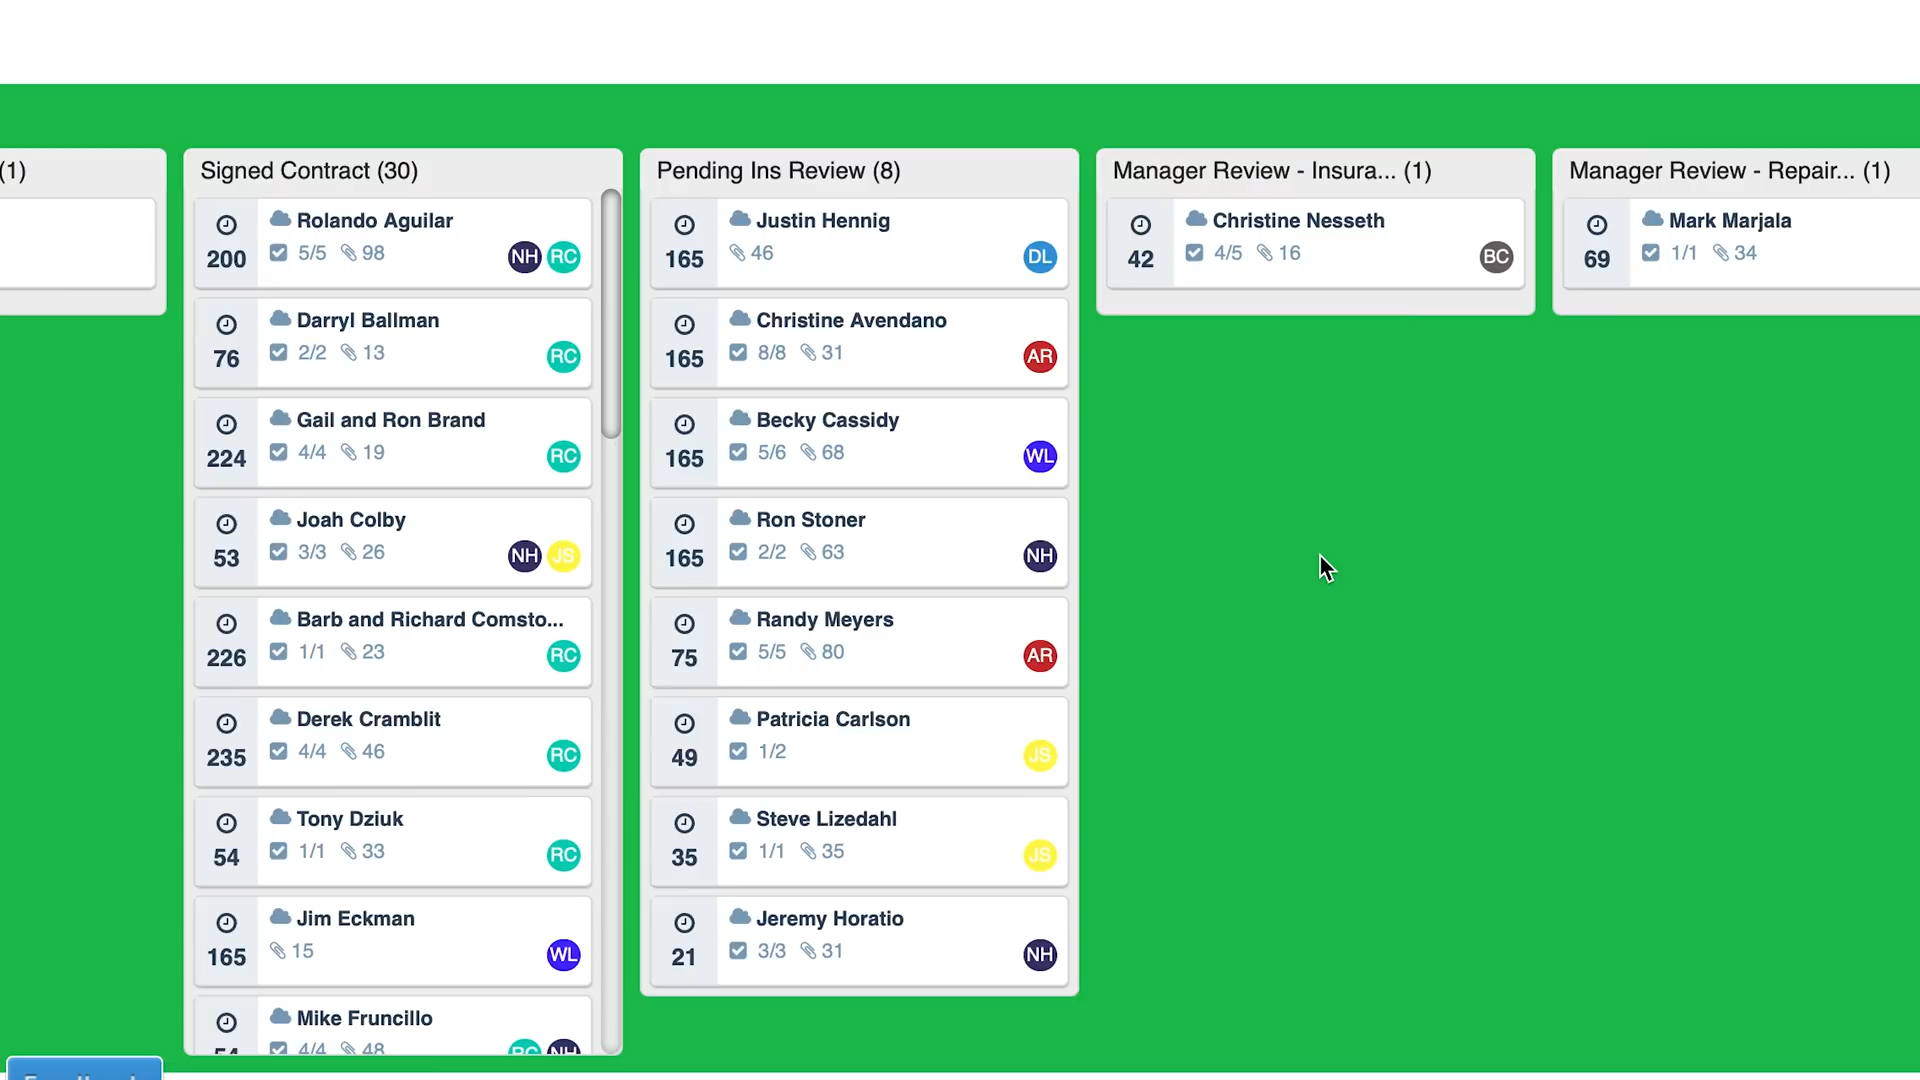 (1)
Signed Contract (30)
200
Rolando Aguilar
5/5 98
NH RC
76
Darryl Ballman
2/2 13
RC
224
Gail and Ron Brand
4/4 19
RC
53
Joah Colby
3/3 26
NH JS
226
Barb and Richard Comsto...
1/1 23
RC
235
Derek Cramblit
4/4 46
RC
54
Tony Dziuk
1/1 33
RC
165
Jim Eckman
15
WL
54
Mike Fruncillo
4/4 48
RC NH
Pending Ins Review (8)
165
Justin Hennig
46
DL
165
Christine Avendano
8/8 31
AR
165
Becky Cassidy
5/6 68
WL
165
Ron Stoner
2/2 63
NH
75
Randy Meyers
5/5 80
AR
49
Patricia Carlson
1/2
JS
35
Steve Lizedahl
1/1 35
JS
21
Jeremy Horatio
3/3 31
NH
Manager Review - Insura... (1)
42
Christine Nesseth
4/5 16
BC
Manager Review - Repair... (1)
69
Mark Marjala
1/1 34